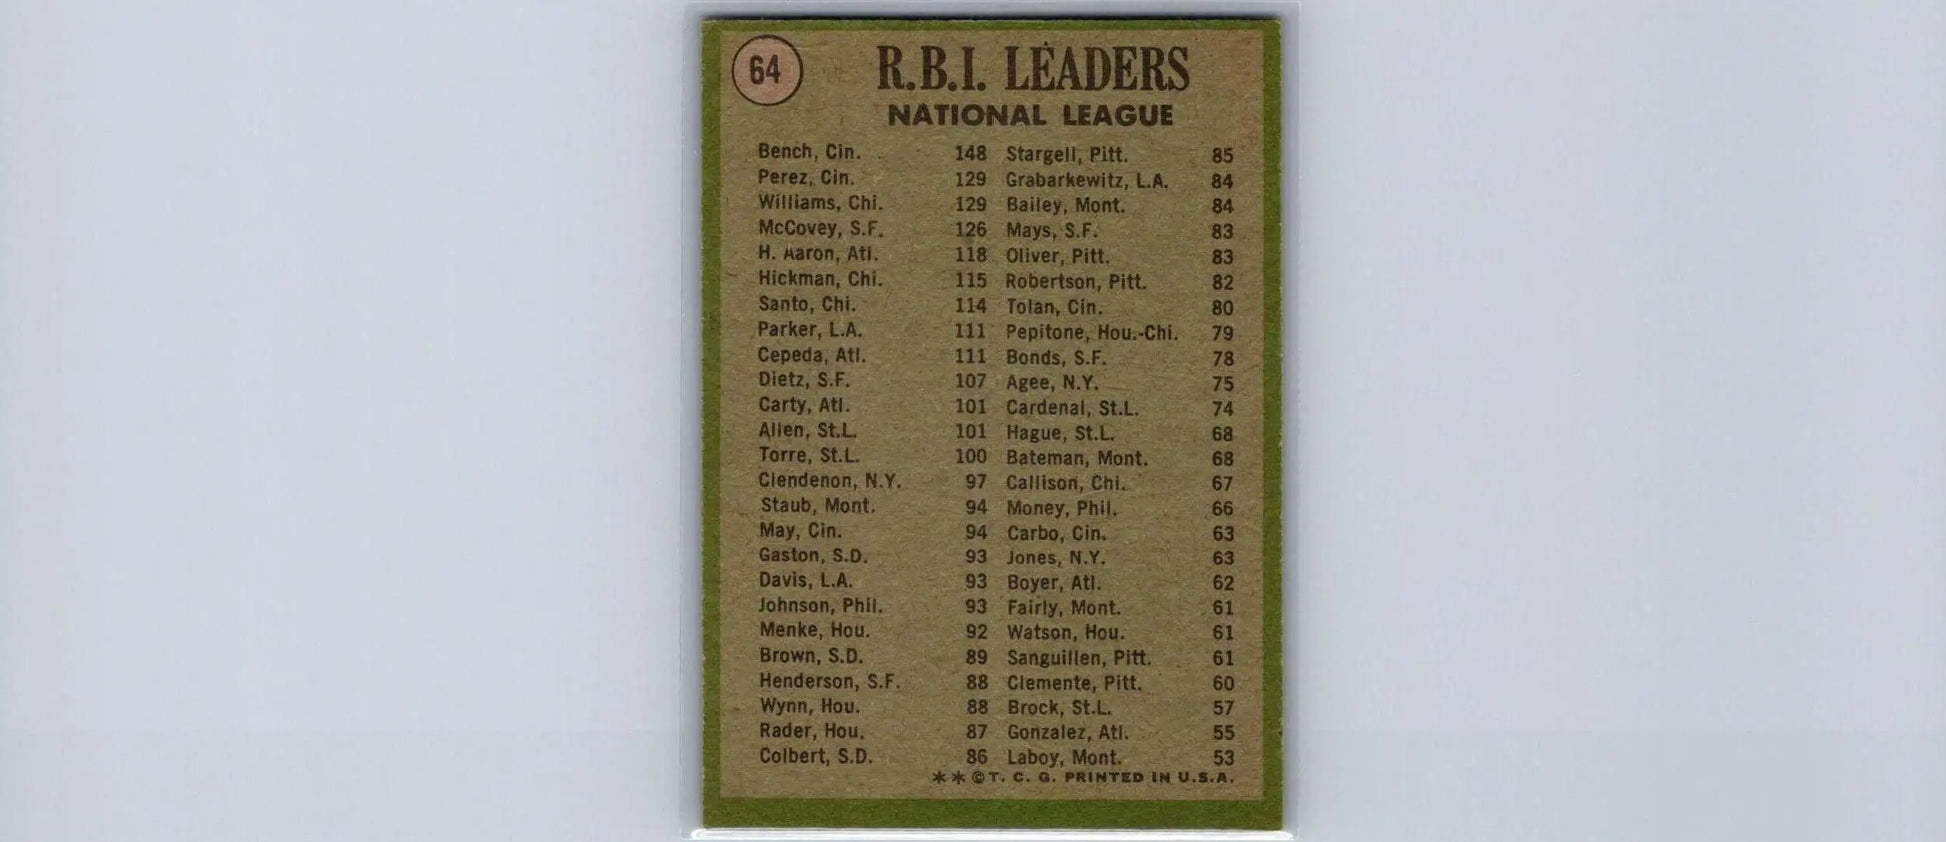 64
R.B.I. LEADERS
NATIONAL LEAGUE
Bench, Cin. 148
Perez, Cin. 129
Williams, Chi. 129
McCovey, S.F. 126
H. Aaron, Atl. 118
Hickman, Chi. 115
Santo, Chi. 114
Parker, L.A. 111
Cepeda, Atl. 111
Dietz, S.F. 107
Carty, Atl. 101
Allen, St.L. 101
Torre, St.L. 100
Clendenon, N.Y. 97
Staub, Mont. 94
May, Cin. 94
Gaston, S.D. 93
Davis, L.A. 93
Johnson, Phil. 93
Menke, Hou. 92
Brown, S.D. 89
Henderson, S.F. 88
Wynn, Hou. 88
Rader, Hou. 87
Colbert, S.D. 86
Stargell, Pitt. 85
Grabarkewitz, L.A. 84
Bailey, Mont. 84
Mays, S.F. 83
Oliver, Pitt. 83
Robertson, Pitt. 82
Tolan, Cin. 80
Pepitone, Hou.-Chi. 79
Bonds, S.F. 78
Agee, N.Y. 75
Cardenal, St.L. 74
Hague, St.L. 68
Bateman, Mont. 68
Callison, Chi. 67
Money, Phil. 66
Carbo, Cin. 63
Jones, N.Y. 63
Boyer, Atl. 62
Fairly, Mont. 61
Watson, Hou. 61
Sanguillen, Pitt. 61
Clemente, Pitt. 60
Brock, St.L. 57
Gonzalez, Atl. 55
Laboy, Mont. 53
** ©T. C. G. PRINTED IN U.S.A.